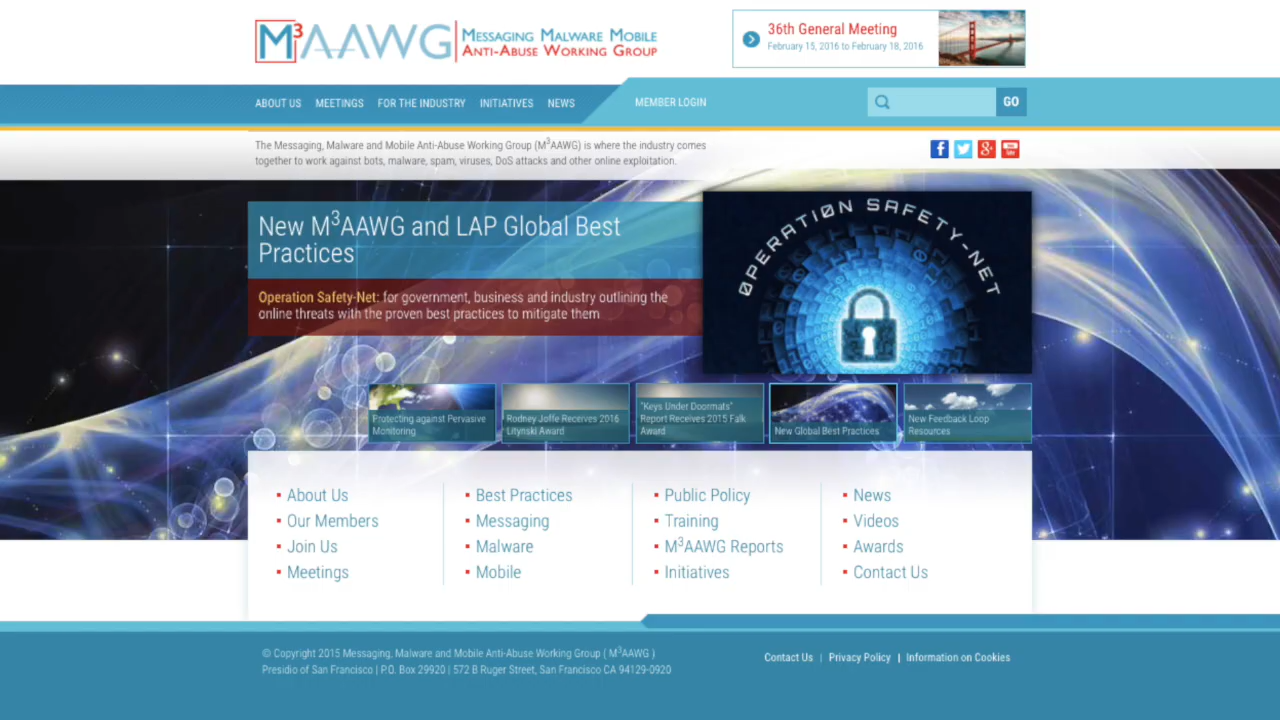 M³AAWG
MESSAGING MALWARE MOBILE
ANTI-ABUSE WORKING GROUP
36th General Meeting
February 15, 2016 to February 18, 2016
ABOUT US MEETINGS FOR THE INDUSTRY INITIATIVES NEWS MEMBER LOGIN GO
The Messaging, Malware and Mobile Anti-Abuse Working Group (M³AAWG) is where the industry comes
together to work against bots, malware, spam, viruses, DoS attacks and other online exploitation.
New M³AAWG and LAP Global Best
Practices
Operation Safety-Net: for government, business and industry outlining the
online threats with the proven best practices to mitigate them
OPERATION SAFETY-NET
Protecting against Pervasive
Monitoring
Rodney Joffe Receives 2016
Litynski Award
"Keys Under Doormats"
Report Receives 2015 Falk
Award
New Global Best Practices
New Feedback Loop
Resources
About Us
Our Members
Join Us
Meetings
Best Practices
Messaging
Malware
Mobile
Public Policy
Training
M³AAWG Reports
Initiatives
News
Videos
Awards
Contact Us
© Copyright 2015 Messaging, Malware and Mobile Anti-Abuse Working Group ( M³AAWG )
Presidio of San Francisco | P.O. Box 29920 | 572 B Ruger Street, San Francisco CA 94129-0920
Contact Us | Privacy Policy | Information on Cookies